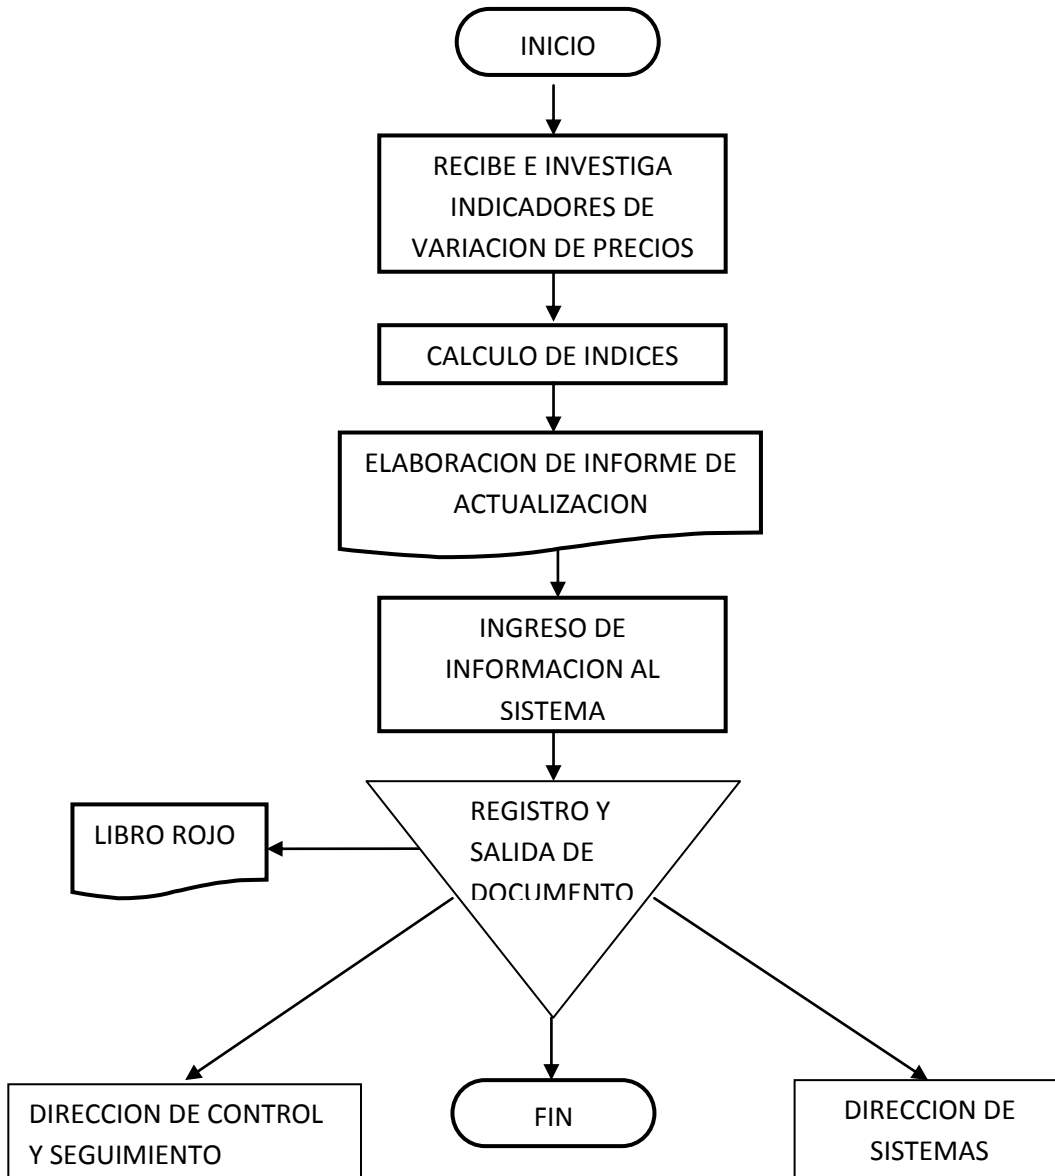 INICIO
RECIBE E INVESTIGA
INDICADORES DE
VARIACION DE PRECIOS
CALCULO DE INDICES
ELABORACION DE INFORME DE
ACTUALIZACION
INGRESO DE
INFORMACION AL
SISTEMA
REGISTRO Y
SALIDA DE
DOCUMENTO
LIBRO ROJO
DIRECCION DE CONTROL
Y SEGUIMIENTO
FIN
DIRECCION DE
SISTEMAS